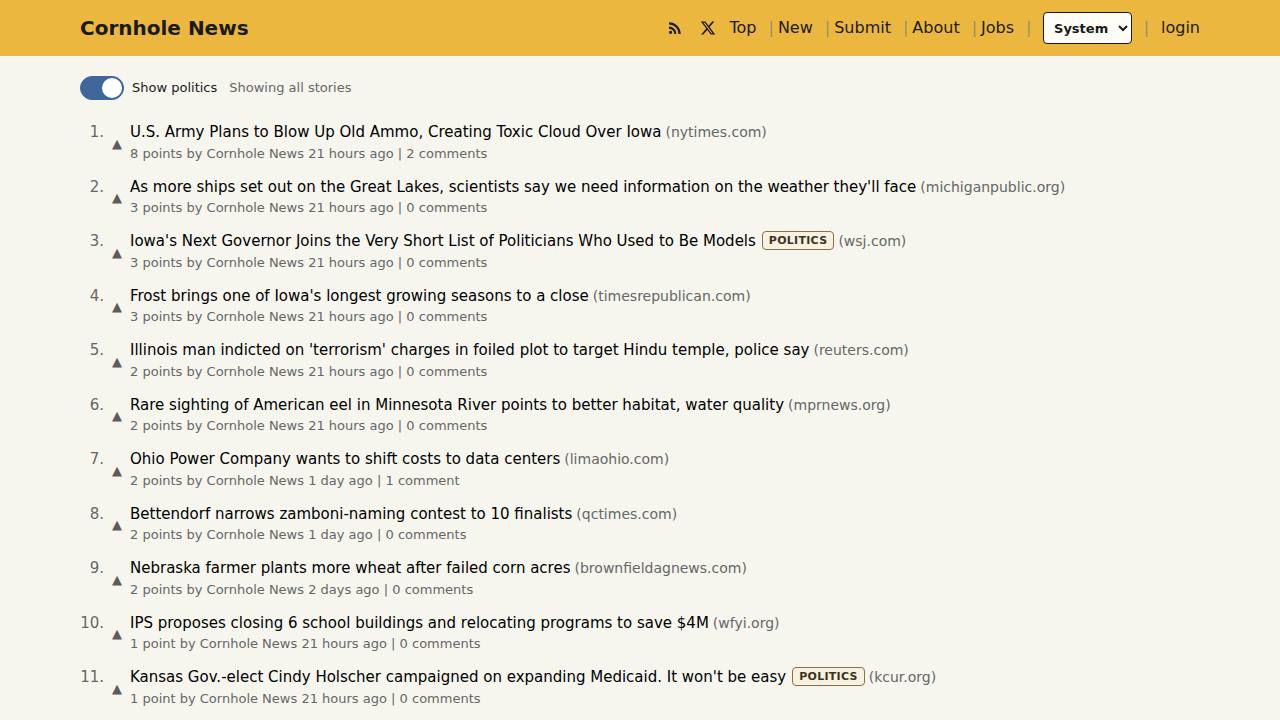 Cornhole News
Top | New | Submit | About | Jobs | System | login
Show politics Showing all stories
1. ▲ U.S. Army Plans to Blow Up Old Ammo, Creating Toxic Cloud Over Iowa (nytimes.com)
8 points by Cornhole News 21 hours ago | 2 comments
2. ▲ As more ships set out on the Great Lakes, scientists say we need information on the weather they'll face (michiganpublic.org)
3 points by Cornhole News 21 hours ago | 0 comments
3. ▲ Iowa's Next Governor Joins the Very Short List of Politicians Who Used to Be Models POLITICS (wsj.com)
3 points by Cornhole News 21 hours ago | 0 comments
4. ▲ Frost brings one of Iowa's longest growing seasons to a close (timesrepublican.com)
3 points by Cornhole News 21 hours ago | 0 comments
5. ▲ Illinois man indicted on 'terrorism' charges in foiled plot to target Hindu temple, police say (reuters.com)
2 points by Cornhole News 21 hours ago | 0 comments
6. ▲ Rare sighting of American eel in Minnesota River points to better habitat, water quality (mprnews.org)
2 points by Cornhole News 21 hours ago | 0 comments
7. ▲ Ohio Power Company wants to shift costs to data centers (limaohio.com)
2 points by Cornhole News 1 day ago | 1 comment
8. ▲ Bettendorf narrows zamboni-naming contest to 10 finalists (qctimes.com)
2 points by Cornhole News 1 day ago | 0 comments
9. ▲ Nebraska farmer plants more wheat after failed corn acres (brownfieldagnews.com)
2 points by Cornhole News 2 days ago | 0 comments
10. ▲ IPS proposes closing 6 school buildings and relocating programs to save $4M (wfyi.org)
1 point by Cornhole News 21 hours ago | 0 comments
11. ▲ Kansas Gov.-elect Cindy Holscher campaigned on expanding Medicaid. It won't be easy POLITICS (kcur.org)
1 point by Cornhole News 21 hours ago | 0 comments